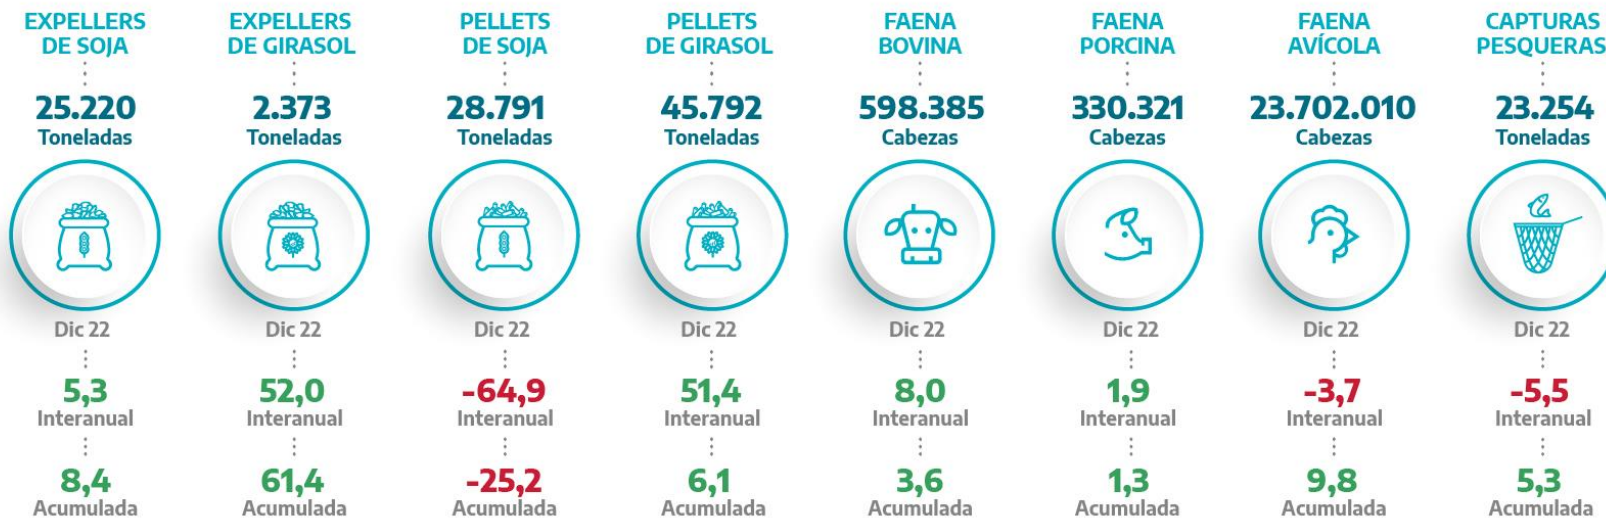 EXPELLERS
DE SOJA
25.220
Toneladas
Dic 22
5,3
Interanual
8,4
Acumulada
EXPELLERS
DE GIRASOL
2.373
Toneladas
Dic 22
52,0
Interanual
61,4
Acumulada
PELLETS
DE SOJA
28.791
Toneladas
Dic 22
-64,9
Interanual
-25,2
Acumulada
PELLETS
DE GIRASOL
45.792
Toneladas
Dic 22
51,4
Interanual
6,1
Acumulada
FAENA
BOVINA
598.385
Cabezas
Dic 22
8,0
Interanual
3,6
Acumulada
FAENA
PORCINA
330.321
Cabezas
Dic 22
1,9
Interanual
1,3
Acumulada
FAENA
AVÍCOLA
23.702.010
Cabezas
Dic 22
-3,7
Interanual
9,8
Acumulada
CAPTURAS
PESQUERAS
23.254
Toneladas
Dic 22
-5,5
Interanual
5,3
Acumulada